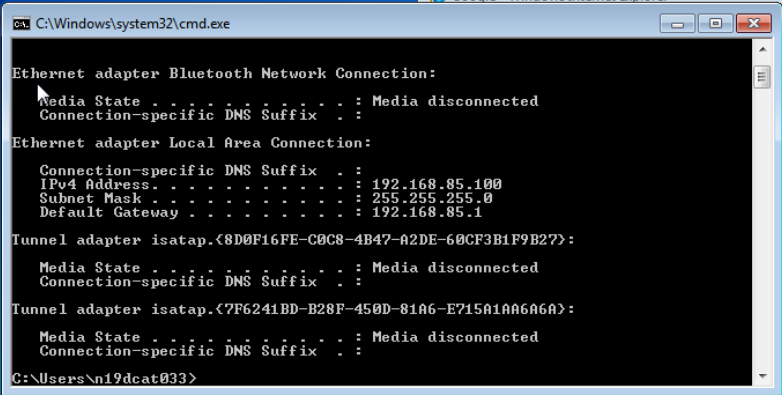 C:\Windows\system32\cmd.exe
Ethernet adapter Bluetooth Network Connection:
Media State . . . . . . . . . . . : Media disconnected
Connection-specific DNS Suffix  . :
Ethernet adapter Local Area Connection:
Connection-specific DNS Suffix  . :
IPv4 Address. . . . . . . . . . . : 192.168.85.100
Subnet Mask . . . . . . . . . . . : 255.255.255.0
Default Gateway . . . . . . . . . : 192.168.85.1
Tunnel adapter isatap.{8D0F16FE-C0C8-4B47-A2DE-60CF3B1F9B27}:
Media State . . . . . . . . . . . : Media disconnected
Connection-specific DNS Suffix  . :
Tunnel adapter isatap.{7F6241BD-B28F-450D-81A6-E715A1AA6A6A}:
Media State . . . . . . . . . . . : Media disconnected
Connection-specific DNS Suffix  . :
C:\Users\n19dcat033>